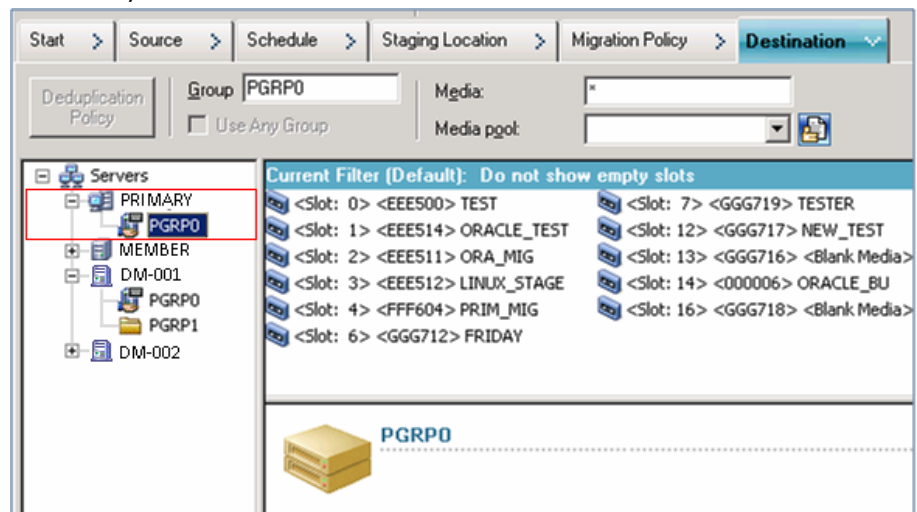 Start > Source > Schedule > Staging Location > Migration Policy > Destination
Deduplication
Policy
Group PGRP0
Use Any Group
Media: *
Media pool:
Servers
PRIMARY
PGRP0
MEMBER
DM-001
PGRP0
PGRP1
DM-002
Current Filter (Default): Do not show empty slots
<Slot: 0> <EEE500> TEST
<Slot: 1> <EEE514> ORACLE_TEST
<Slot: 2> <EEE511> ORA_MIG
<Slot: 3> <EEE512> LINUX_STAGE
<Slot: 4> <FFF604> PRIM_MIG
<Slot: 6> <GGG712> FRIDAY
<Slot: 7> <GGG719> TESTER
<Slot: 12> <GGG717> NEW_TEST
<Slot: 13> <GGG716> <Blank Media>
<Slot: 14> <000006> ORACLE_BU
<Slot: 16> <GGG718> <Blank Media>
PGRP0